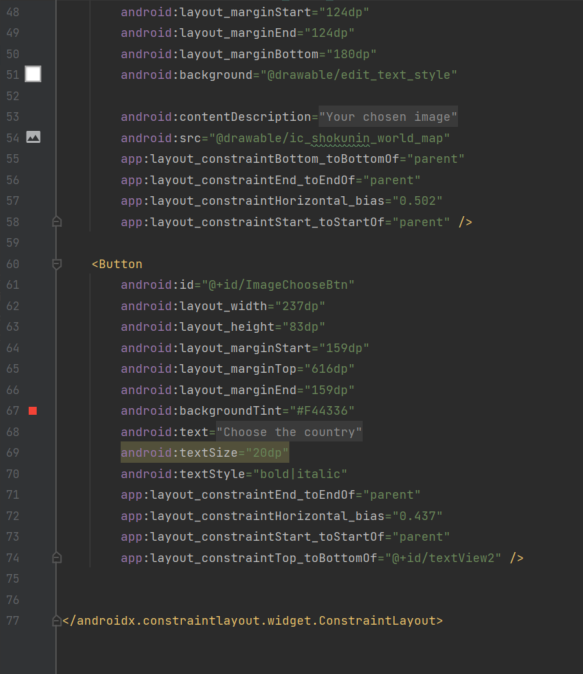 48 android:layout_marginStart="124dp"
49 android:layout_marginEnd="124dp"
50 android:layout_marginBottom="180dp"
51 android:background="@drawable/edit_text_style"
52
53 android:contentDescription="Your chosen image"
54 android:src="@drawable/ic_shokunin_world_map"
55 app:layout_constraintBottom_toBottomOf="parent"
56 app:layout_constraintEnd_toEndOf="parent"
57 app:layout_constraintHorizontal_bias="0.502"
58 app:layout_constraintStart_toStartOf="parent" />
59
60 <Button
61 android:id="@+id/ImageChooseBtn"
62 android:layout_width="237dp"
63 android:layout_height="83dp"
64 android:layout_marginStart="159dp"
65 android:layout_marginTop="616dp"
66 android:layout_marginEnd="159dp"
67 android:backgroundTint="#F44336"
68 android:text="Choose the country"
69 android:textSize="20dp"
70 android:textStyle="bold|italic"
71 app:layout_constraintEnd_toEndOf="parent"
72 app:layout_constraintHorizontal_bias="0.437"
73 app:layout_constraintStart_toStartOf="parent"
74 app:layout_constraintTop_toBottomOf="@+id/textView2" />
75
76
77 </androidx.constraintlayout.widget.ConstraintLayout>